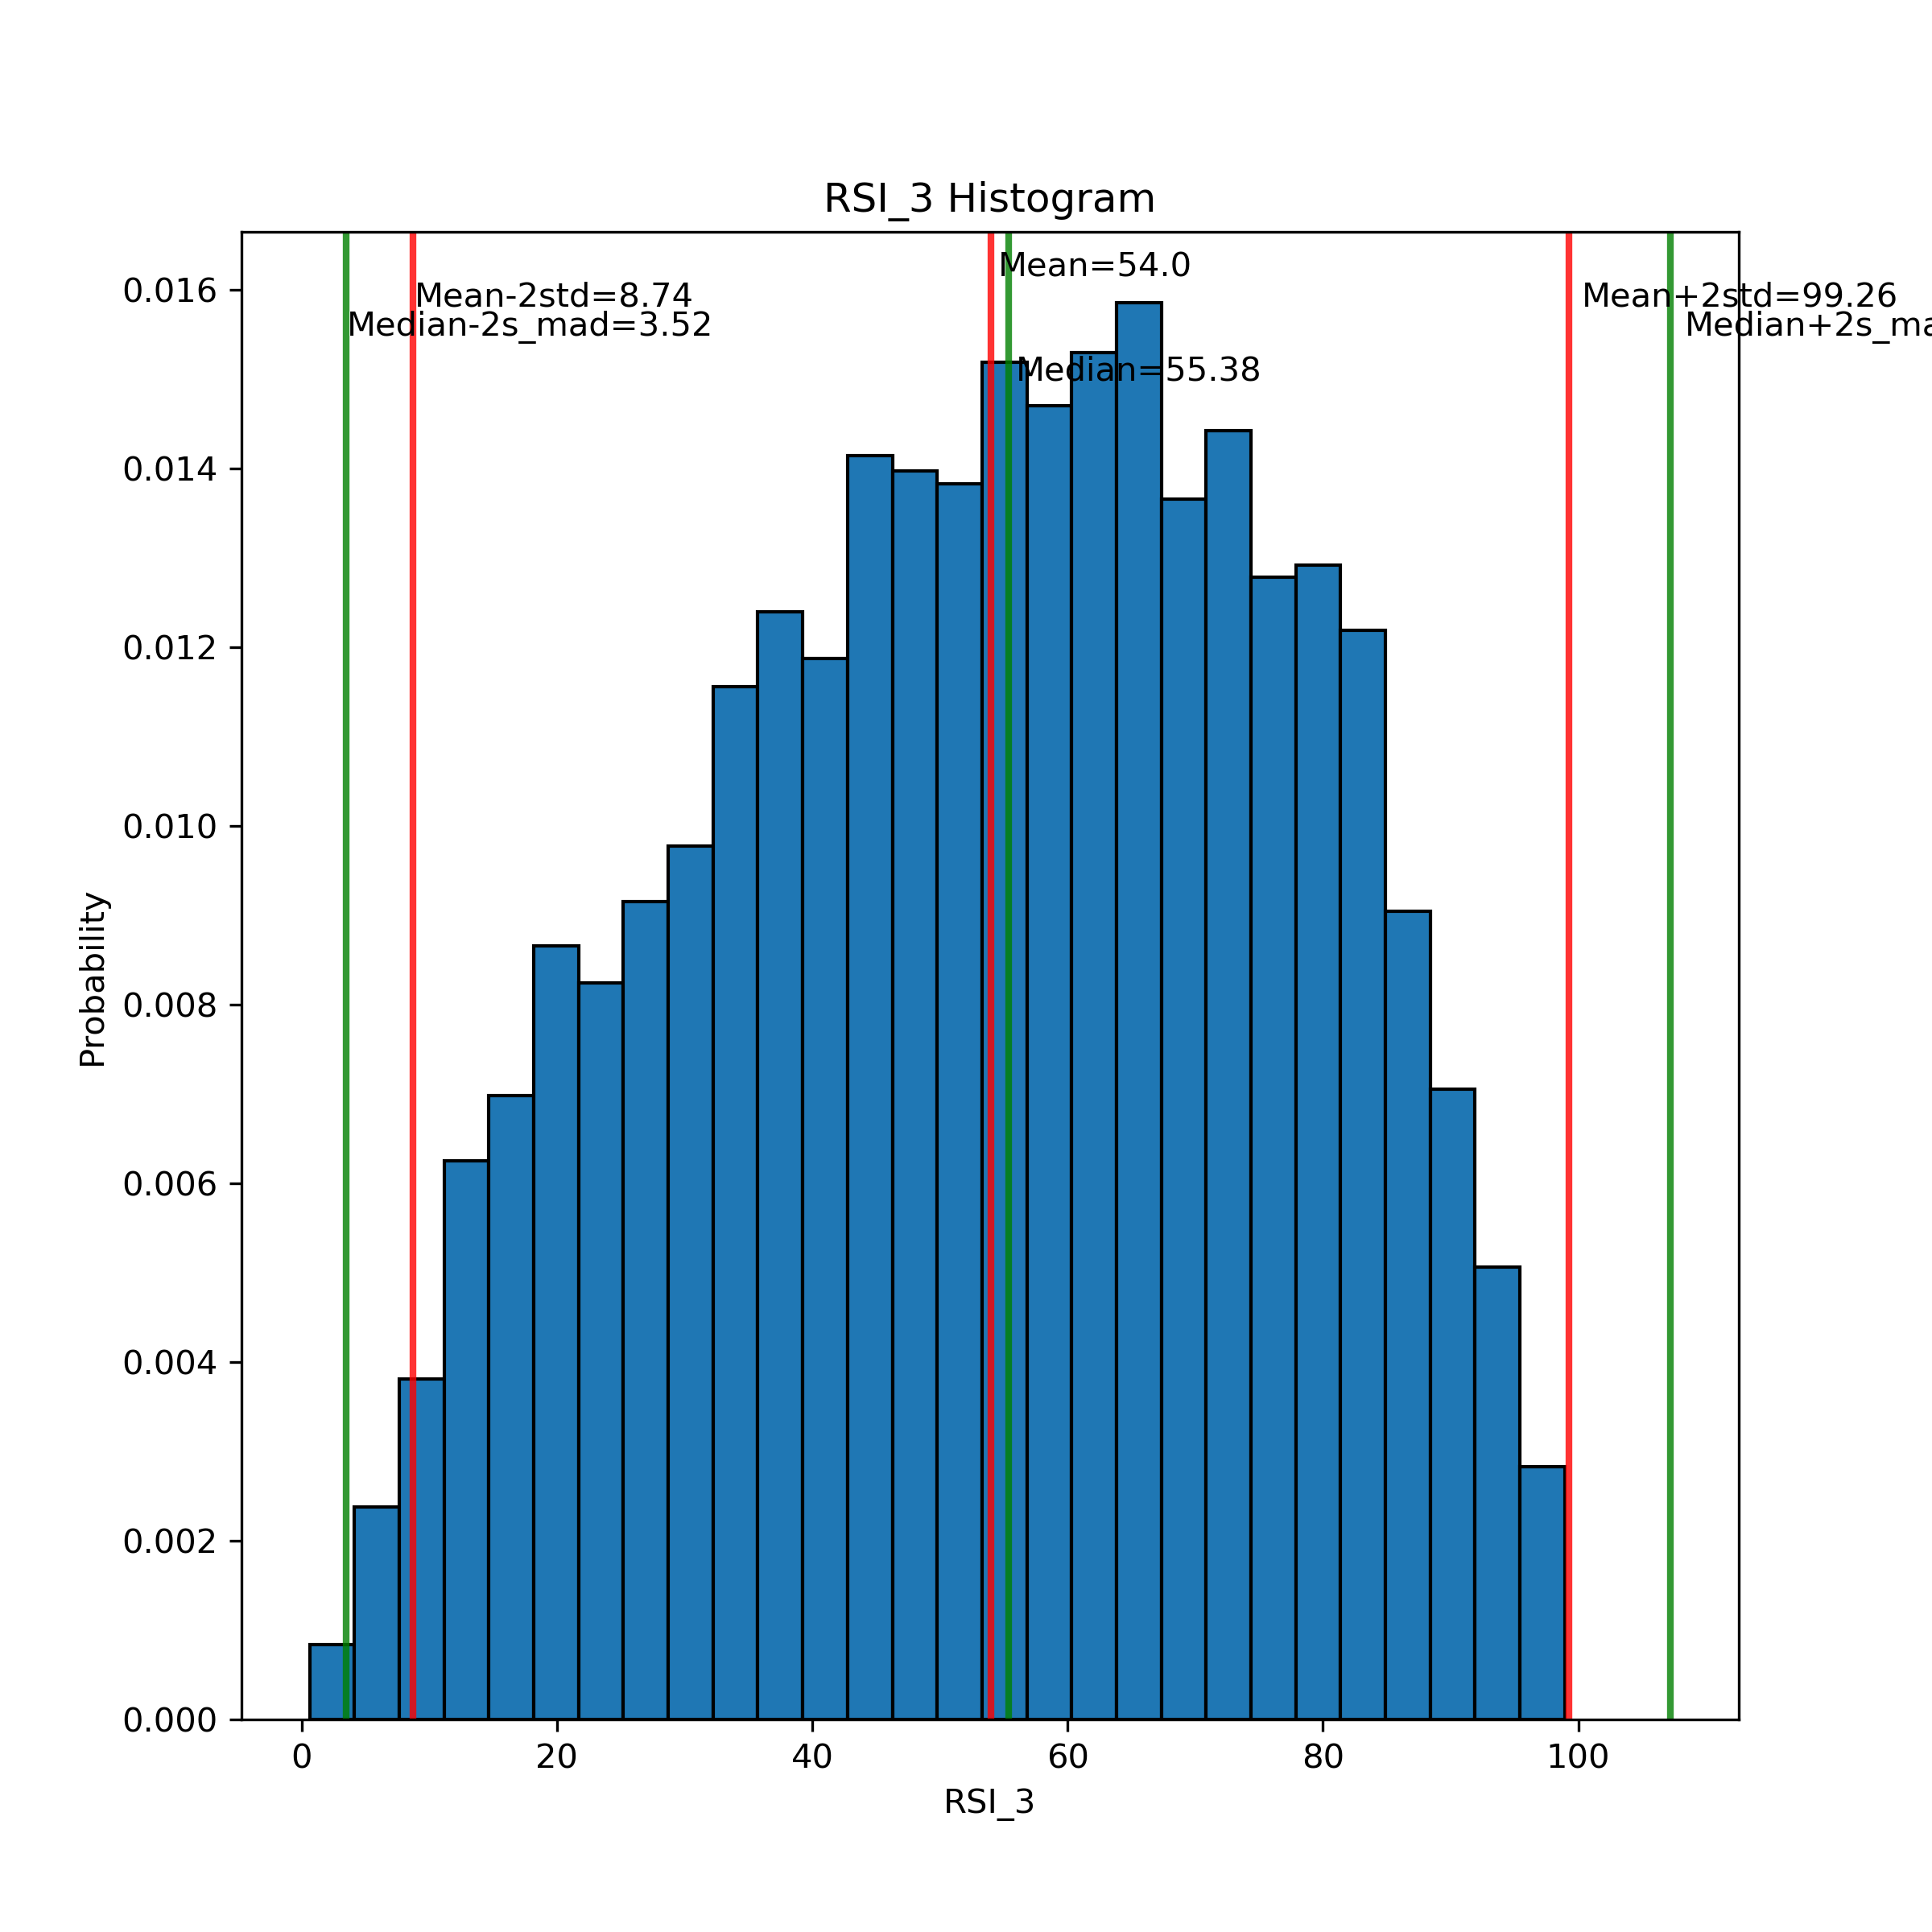 RSI_3 Histogram
Mean=54.0
Mean-2std=8.74
Mean+2std=99.26
Median-2s_mad=3.52
Median+2s_ma
Median=55.38
0.016
0.014
0.012
0.010
0.008
0.006
0.004
0.002
0.000
Probability
0 20 40 60 80 100
RSI_3